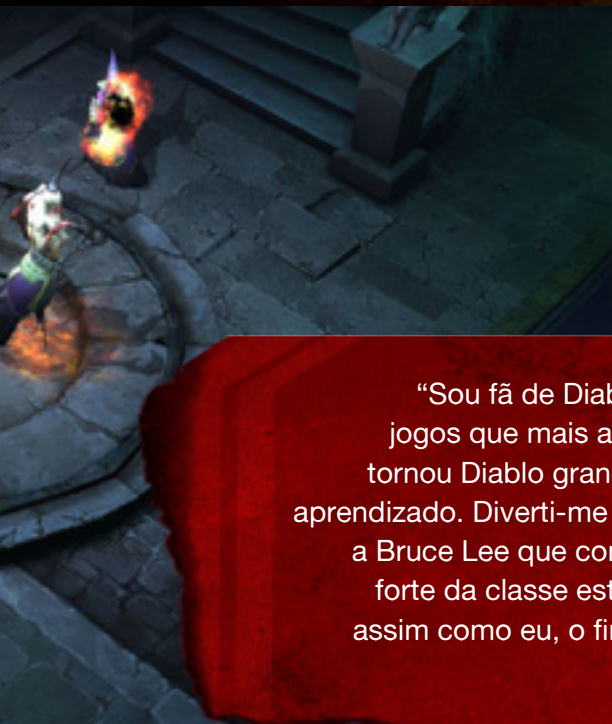 “Sou fã de Diab
jogos que mais a
tornou Diablo gran
aprendizado. Diverti-me
a Bruce Lee que co
forte da classe est
assim como eu, o fi